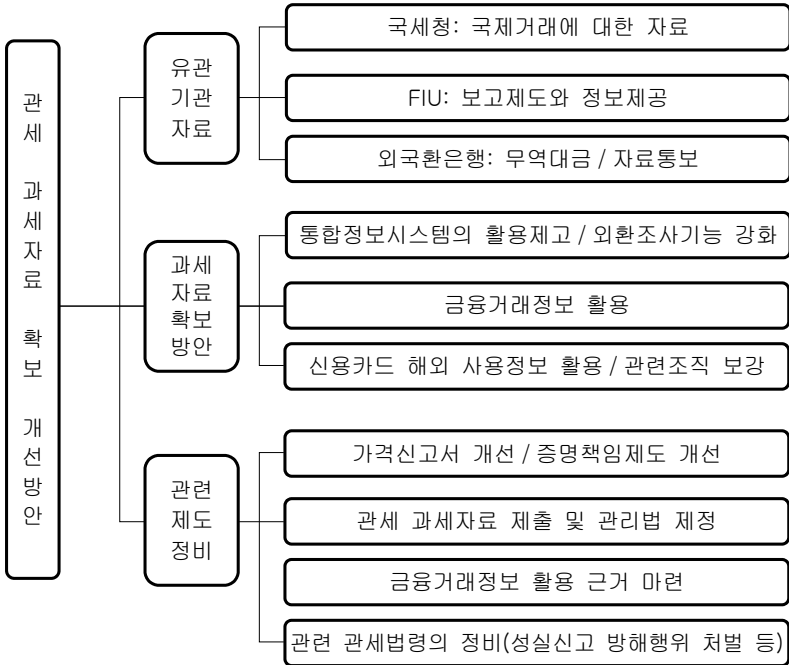 관세 과세자료 확보 개선방안
유관
기관
자료
국세청: 국제거래에 대한 자료
FIU: 보고제도와 정보제공
외국환은행: 무역대금 / 자료통보
과세
자료
확보
방안
통합정보시스템의 활용제고 / 외환조사기능 강화
금융거래정보 활용
신용카드 해외 사용정보 활용 / 관련조직 보강
관련
제도
정비
가격신고서 개선 / 증명책임제도 개선
관세 과세자료 제출 및 관리법 제정
금융거래정보 활용 근거 마련
관련 관세법령의 정비(성실신고 방해행위 처벌 등)